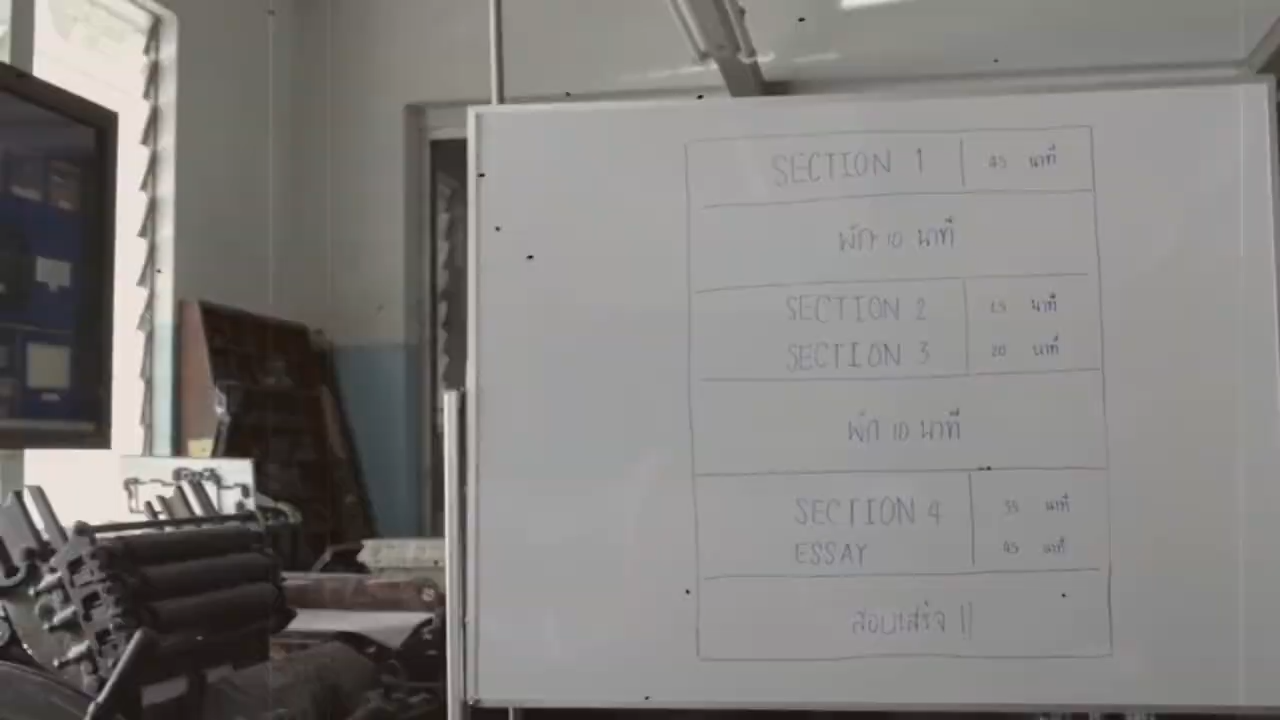 SECTION 1 45 นาที
พัก 10 นาที
SECTION 2 25 นาที
SECTION 3 20 นาที
พัก 10 นาที
SECTION 4 35 นาที
ESSAY 45 นาที
สอบเสร็จ !!